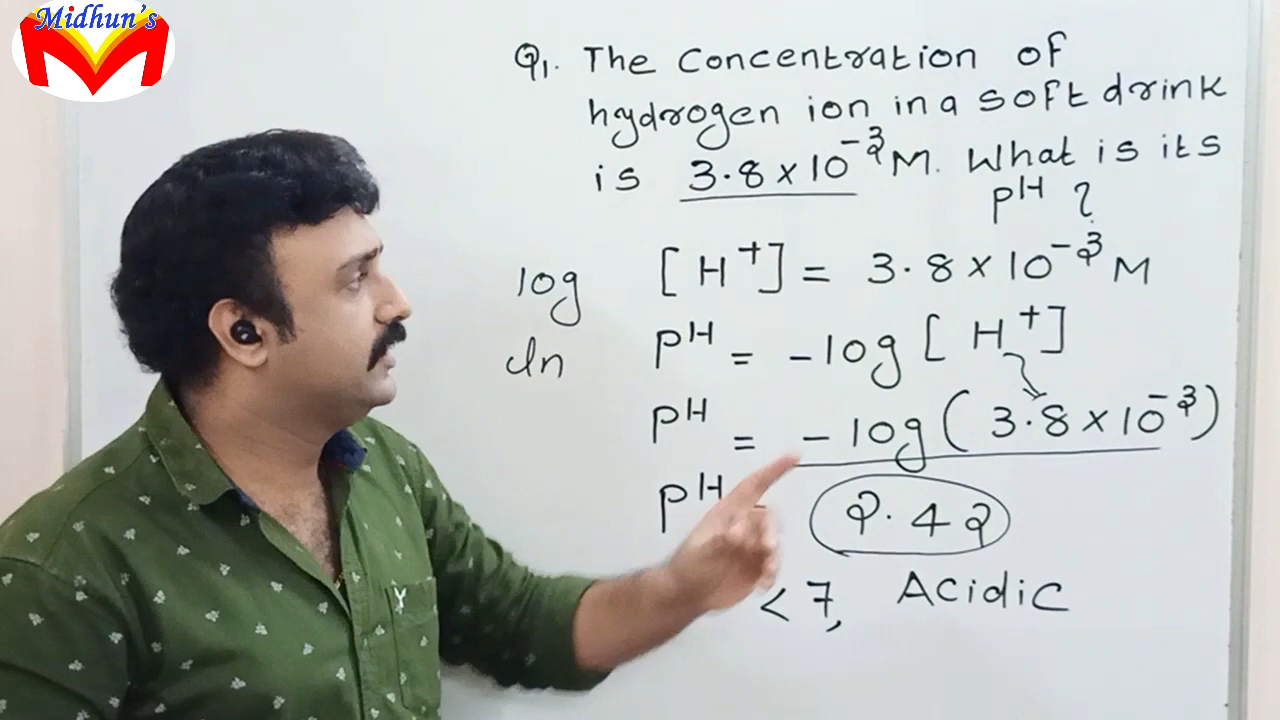 Midhun's
M
Q1. The Concentration of
hydrogen ion in a soft drink
is 3.8 × 10⁻³ M. What is its
pH ?
log [H⁺] = 3.8 × 10⁻³ M
ln pH = -log [H⁺]
pH = -log (3.8 × 10⁻³)
pH = 2.42
< 7, Acidic